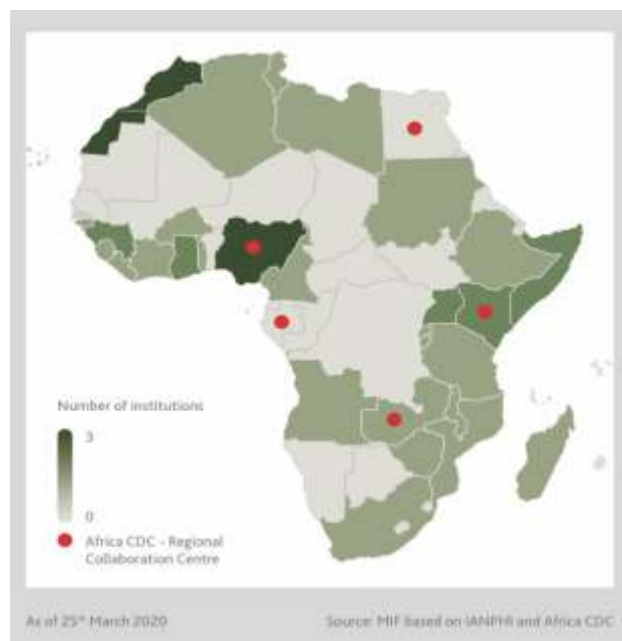 Number of institutions
3
0
Africa CDC - Regional
Collaboration Centre
As of 25th March 2020
Source: MIF based on IANPHI and Africa CDC